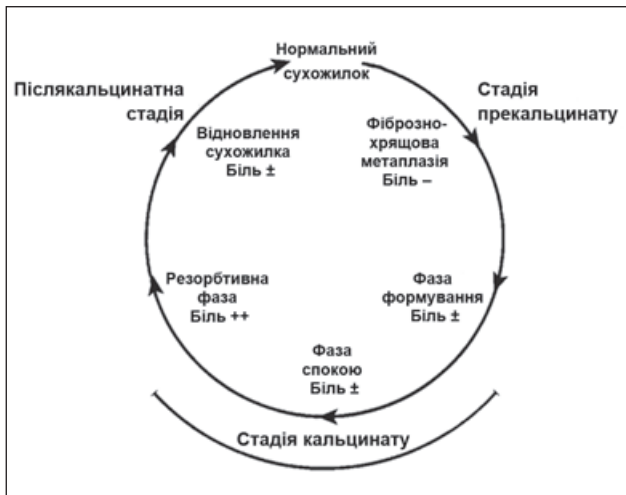 Нормальний
сухожилок
Стадія
прекальцинату
Фіброзно-
хрящова
метаплазія
Біль –
Фаза
формування
Біль ±
Фаза
спокою
Біль ±
Стадія кальцинату
Резорбтивна
фаза
Біль ++
Відновлення
сухожилка
Біль ±
Післякальцинатна
стадія